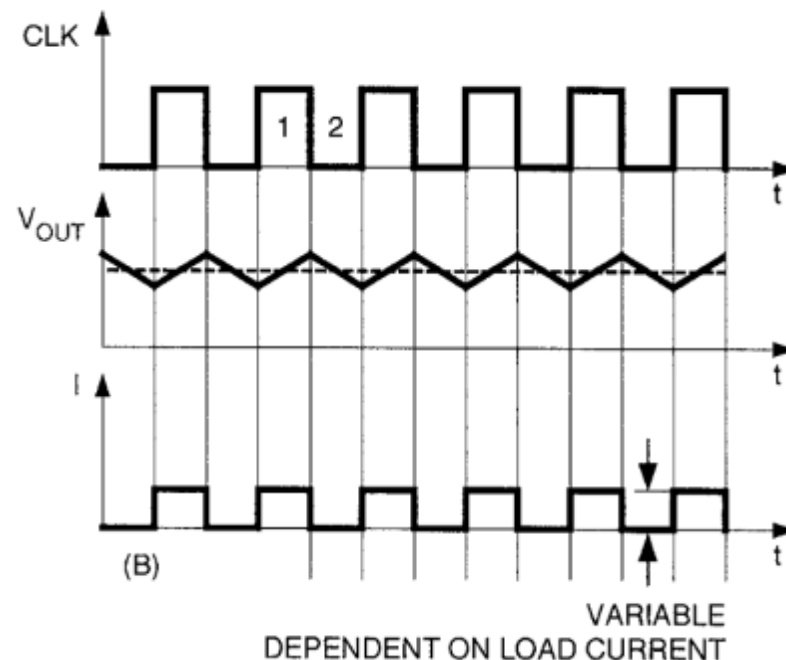 CLK
1 2
t
VOUT
t
I
t
(B)
VARIABLE
DEPENDENT ON LOAD CURRENT